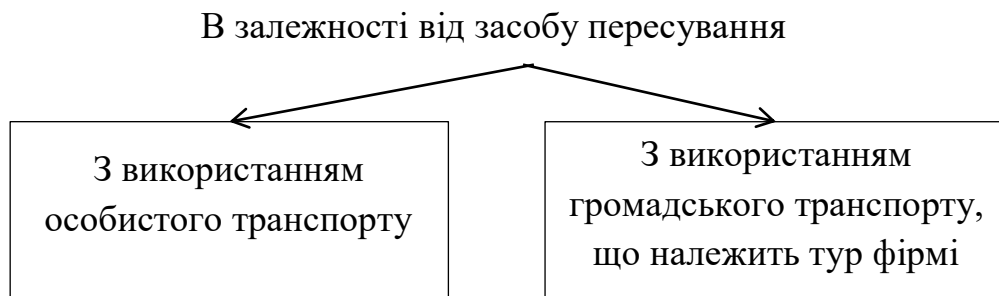 В залежності від засобу пересування
З використанням
особистого транспорту
З використанням
громадського транспорту,
що належить тур фірмі